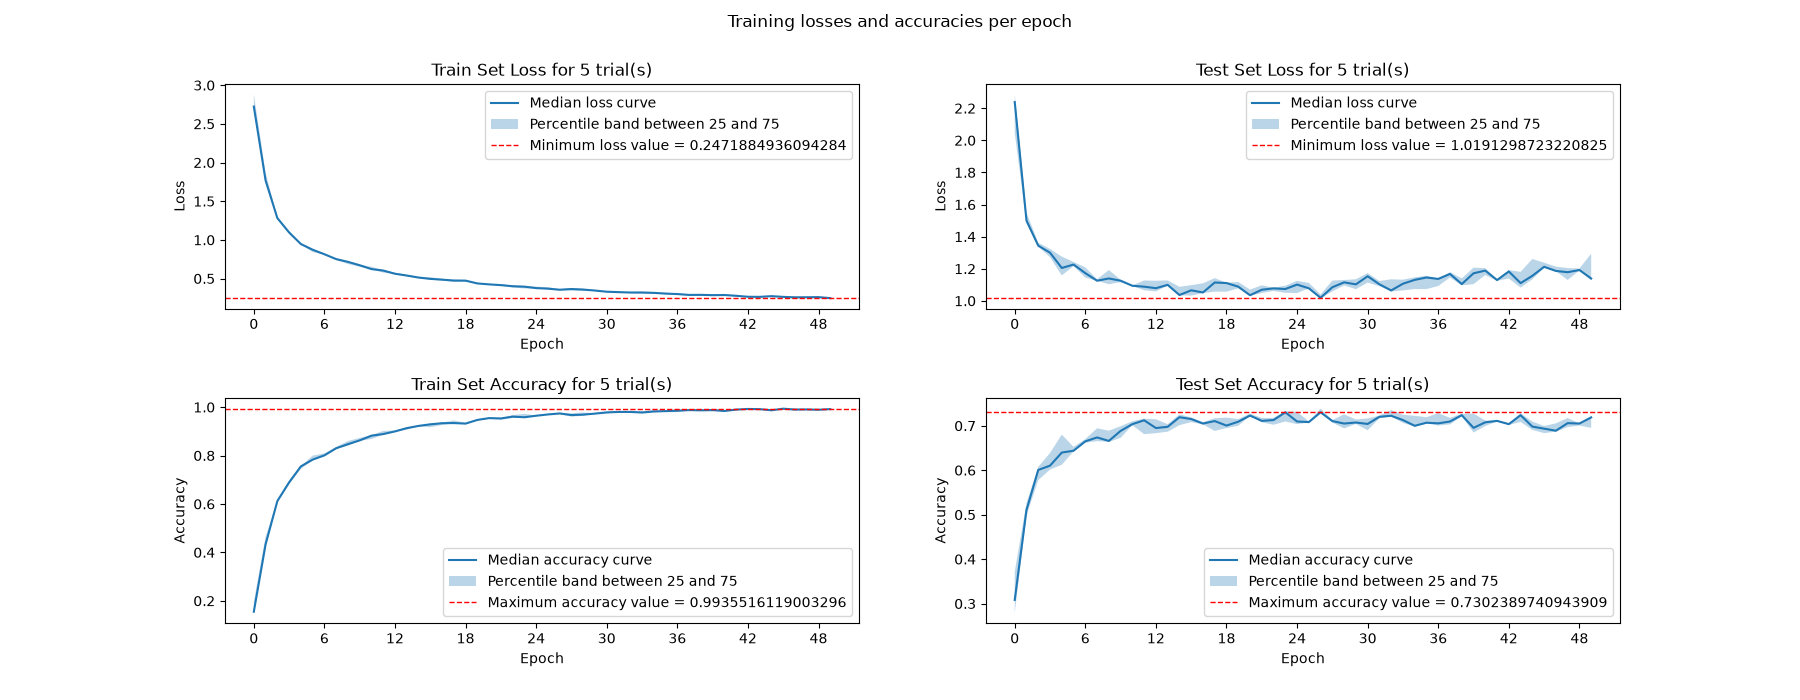 Training losses and accuracies per epoch
Train Set Loss for 5 trial(s)
3.0
2.5
2.0
1.5
1.0
0.5
Loss
Median loss curve
Percentile band between 25 and 75
Minimum loss value = 0.2471884936094284
0 6 12 18 24 30 36 42 48
Epoch
Test Set Loss for 5 trial(s)
2.2
2.0
1.8
1.6
1.4
1.2
1.0
Loss
Median loss curve
Percentile band between 25 and 75
Minimum loss value = 1.0191298723220825
0 6 12 18 24 30 36 42 48
Epoch
Train Set Accuracy for 5 trial(s)
1.0
0.8
0.6
0.4
0.2
Accuracy
Median accuracy curve
Percentile band between 25 and 75
Maximum accuracy value = 0.9935516119003296
0 6 12 18 24 30 36 42 48
Epoch
Test Set Accuracy for 5 trial(s)
0.7
0.6
0.5
0.4
0.3
Accuracy
Median accuracy curve
Percentile band between 25 and 75
Maximum accuracy value = 0.7302389740943909
0 6 12 18 24 30 36 42 48
Epoch